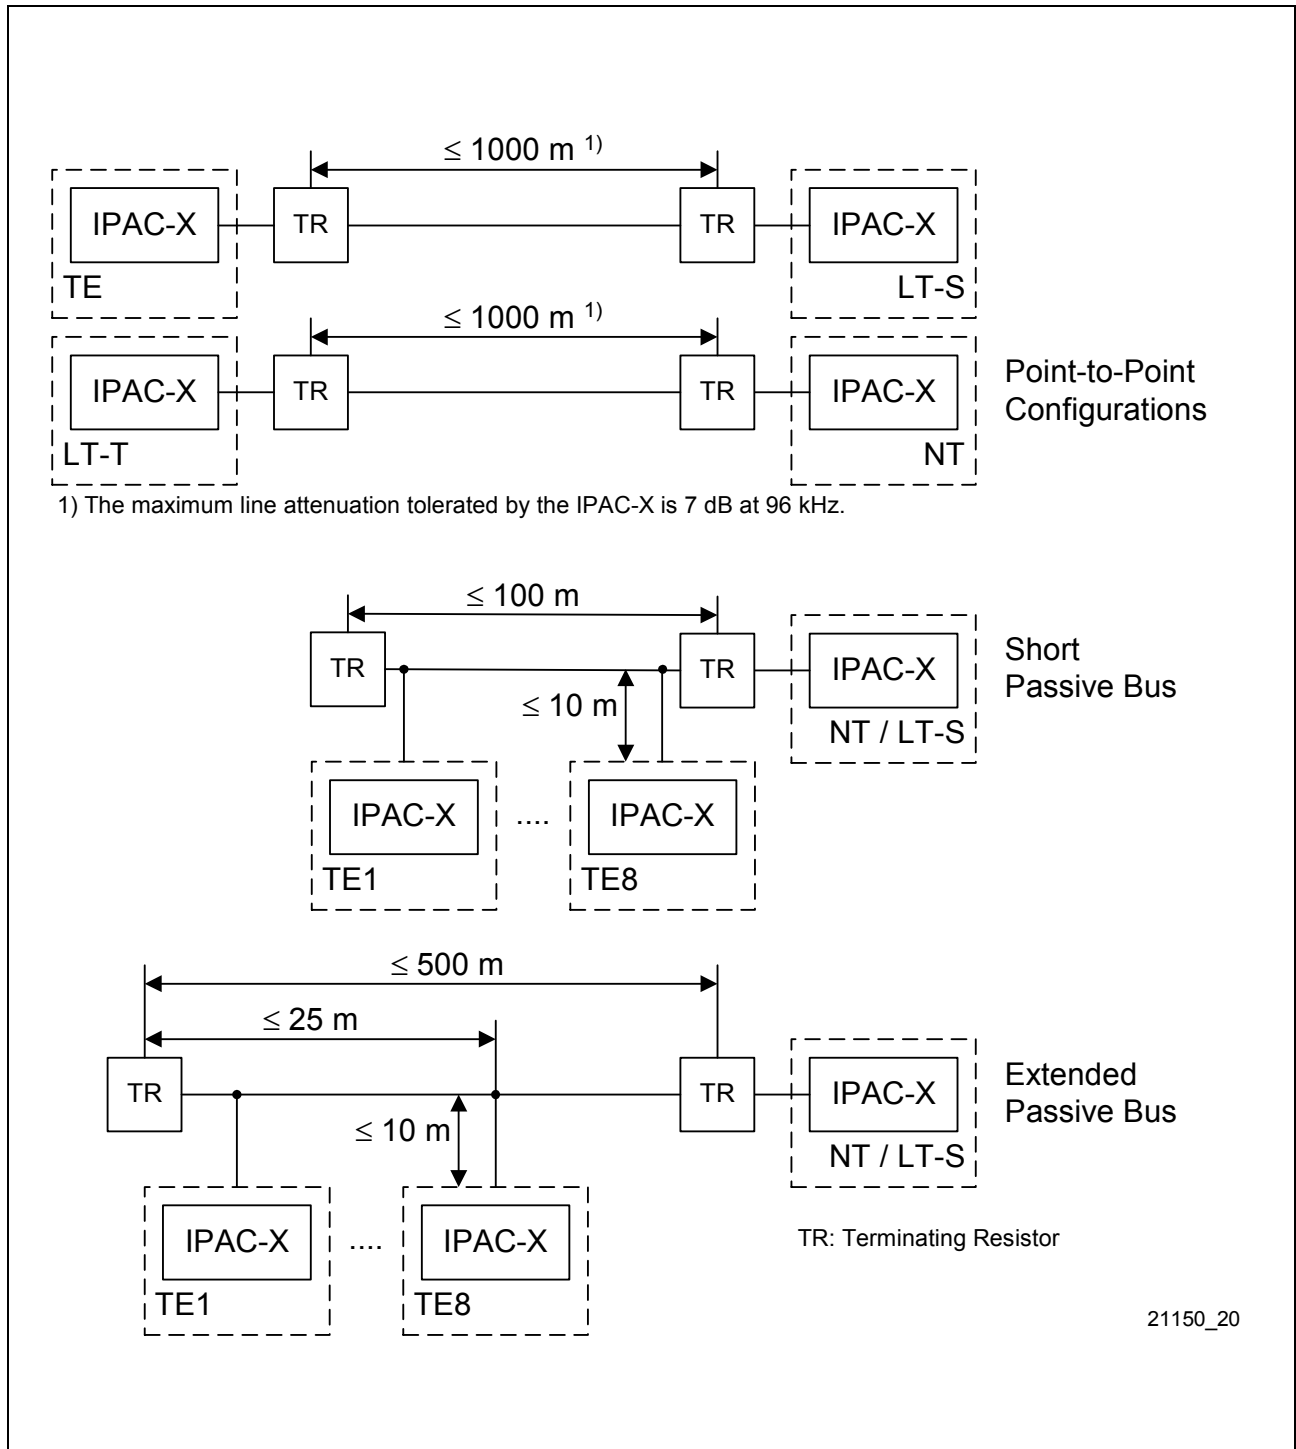 ≤ 1000 m 1)
IPAC-X TR TR IPAC-X
TE LT-S
≤ 1000 m 1)
IPAC-X TR TR IPAC-X
Point-to-Point
Configurations
LT-T NT
1) The maximum line attenuation tolerated by the IPAC-X is 7 dB at 96 kHz.
≤ 100 m
TR TR IPAC-X
Short
Passive Bus
≤ 10 m
NT / LT-S
IPAC-X .... IPAC-X
TE1 TE8
≤ 500 m
≤ 25 m
TR TR IPAC-X
Extended
Passive Bus
≤ 10 m
NT / LT-S
IPAC-X .... IPAC-X
TR: Terminating Resistor
TE1 TE8
21150_20